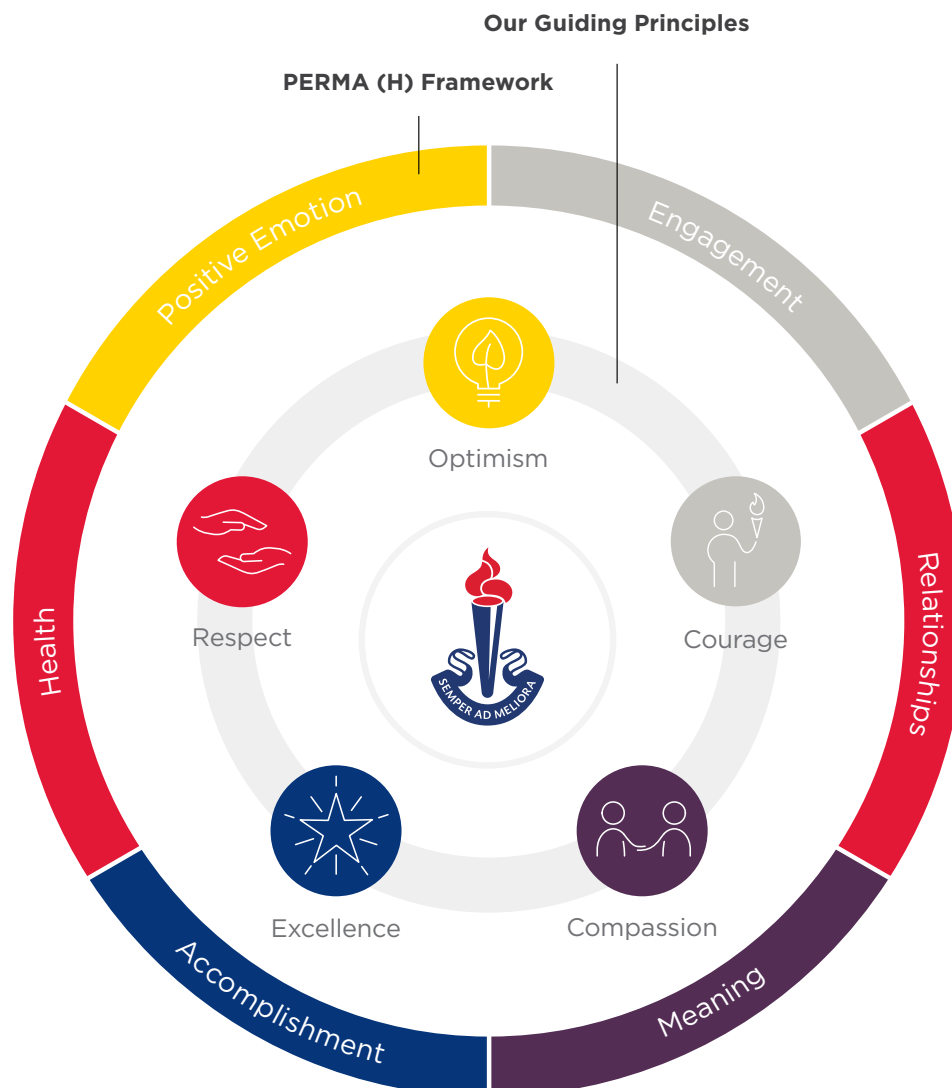 Our Guiding Principles
PERMA (H) Framework
Positive Emotion
Engagement
Optimism
Respect
Courage
Health
Relationships
SEMPER AD MELIORA
Excellence
Compassion
Accomplishment
Meaning